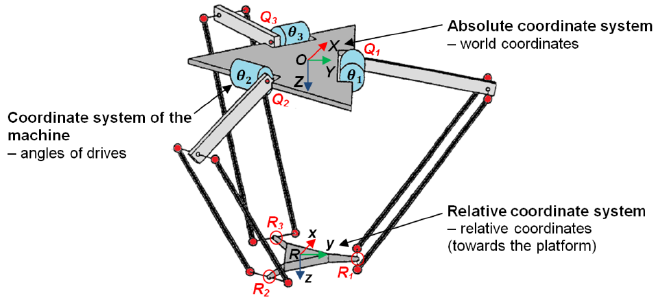 Q₃
θ₃
X
Q₁
O
Y
θ₁
Z
θ₂
Q₂
Absolute coordinate system
– world coordinates
Coordinate system of the
machine
– angles of drives
R₃
x
R
y
R₁
z
R₂
Relative coordinate system
– relative coordinates
(towards the platform)